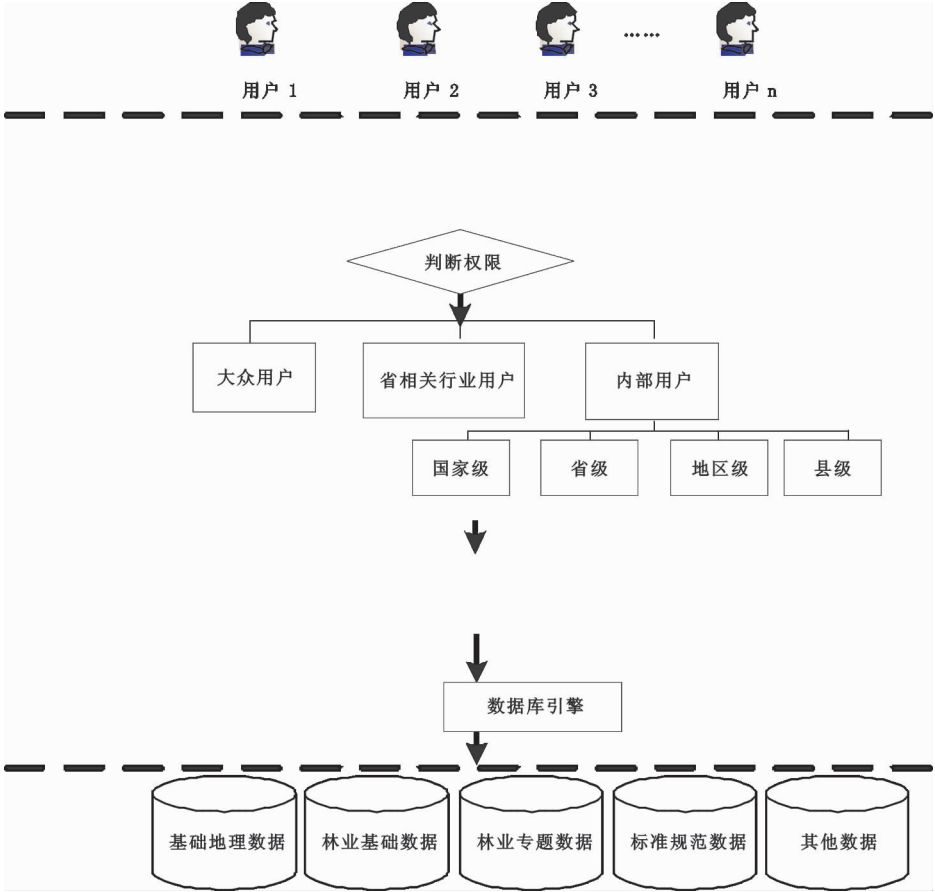 ……
用户 1 用户 2 用户 3 用户 n
判断权限
大众用户 省相关行业用户 内部用户
国家级 省级 地区级 县级
数据库引擎
基础地理数据 林业基础数据 林业专题数据 标准规范数据 其他数据